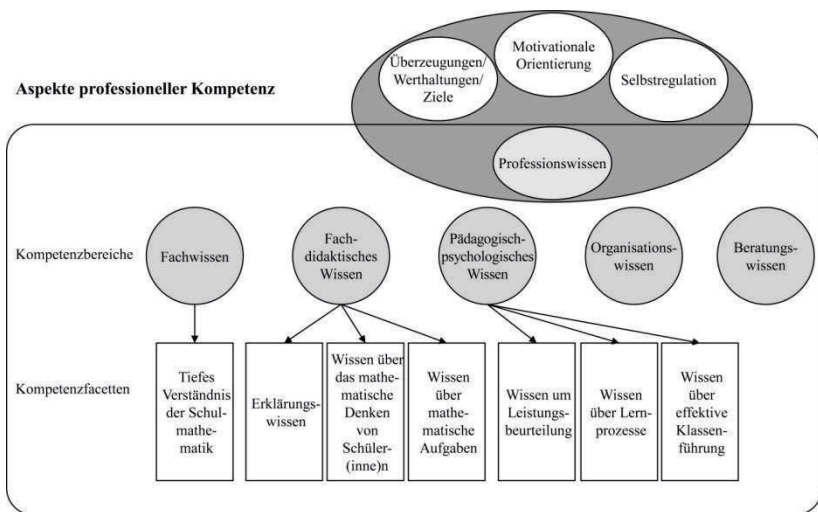 Überzeugungen/
Werthaltungen/
Ziele
Motivationale
Orientierung
Selbstregulation
Aspekte professioneller Kompetenz
Professionswissen
Kompetenzbereiche
Fachwissen
Fach-
didaktisches
Wissen
Pädagogisch-
psychologisches
Wissen
Organisations-
wissen
Beratungs-
wissen
Kompetenzfacetten
Tiefes
Verständnis
der Schul-
mathe-
matik
Erklärungs-
wissen
Wissen über
das mathe-
matische
Denken
von
Schüler-
(inne)n
Wissen
über
mathe-
matische
Aufgaben
Wissen um
Leistungs-
beurteilung
Wissen
über Lern-
prozesse
Wissen
über
effektive
Klassen-
führung